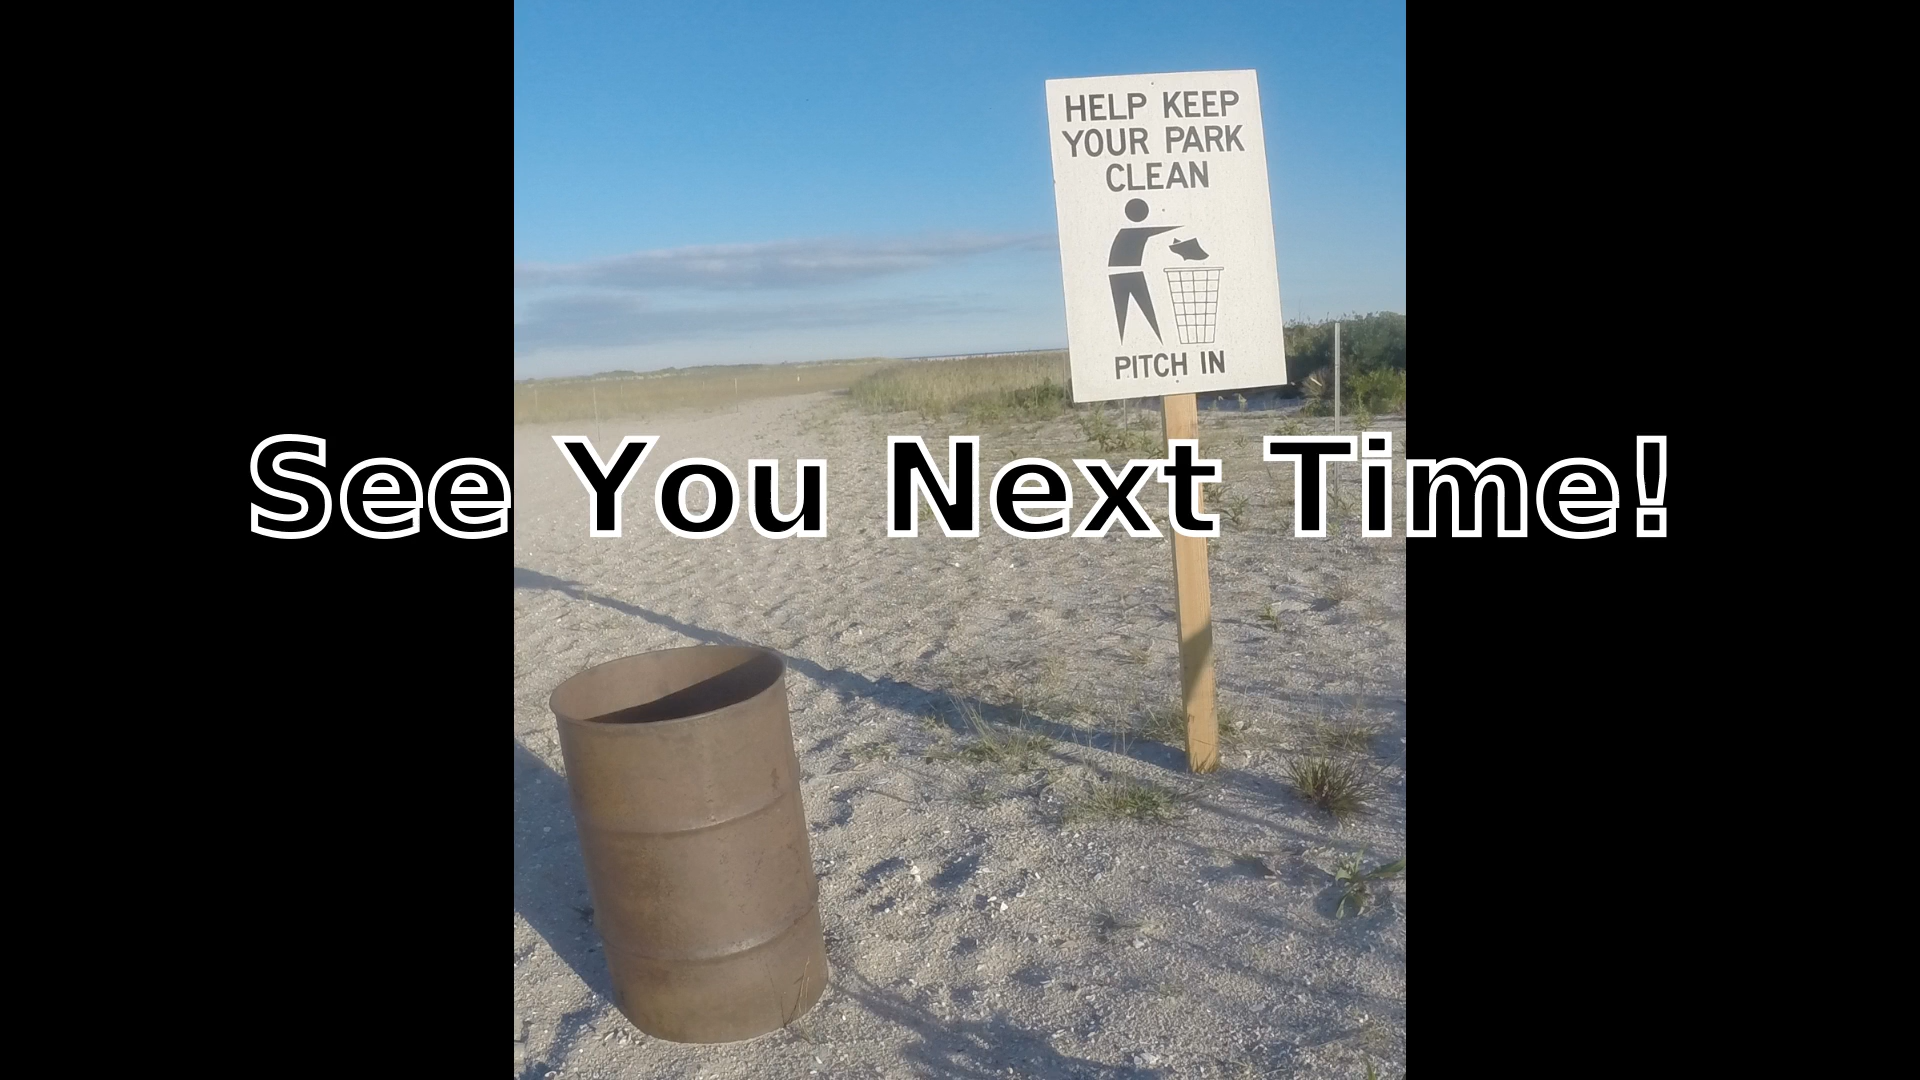 HELP KEEP
YOUR PARK
CLEAN
PITCH IN
See You Next Time!